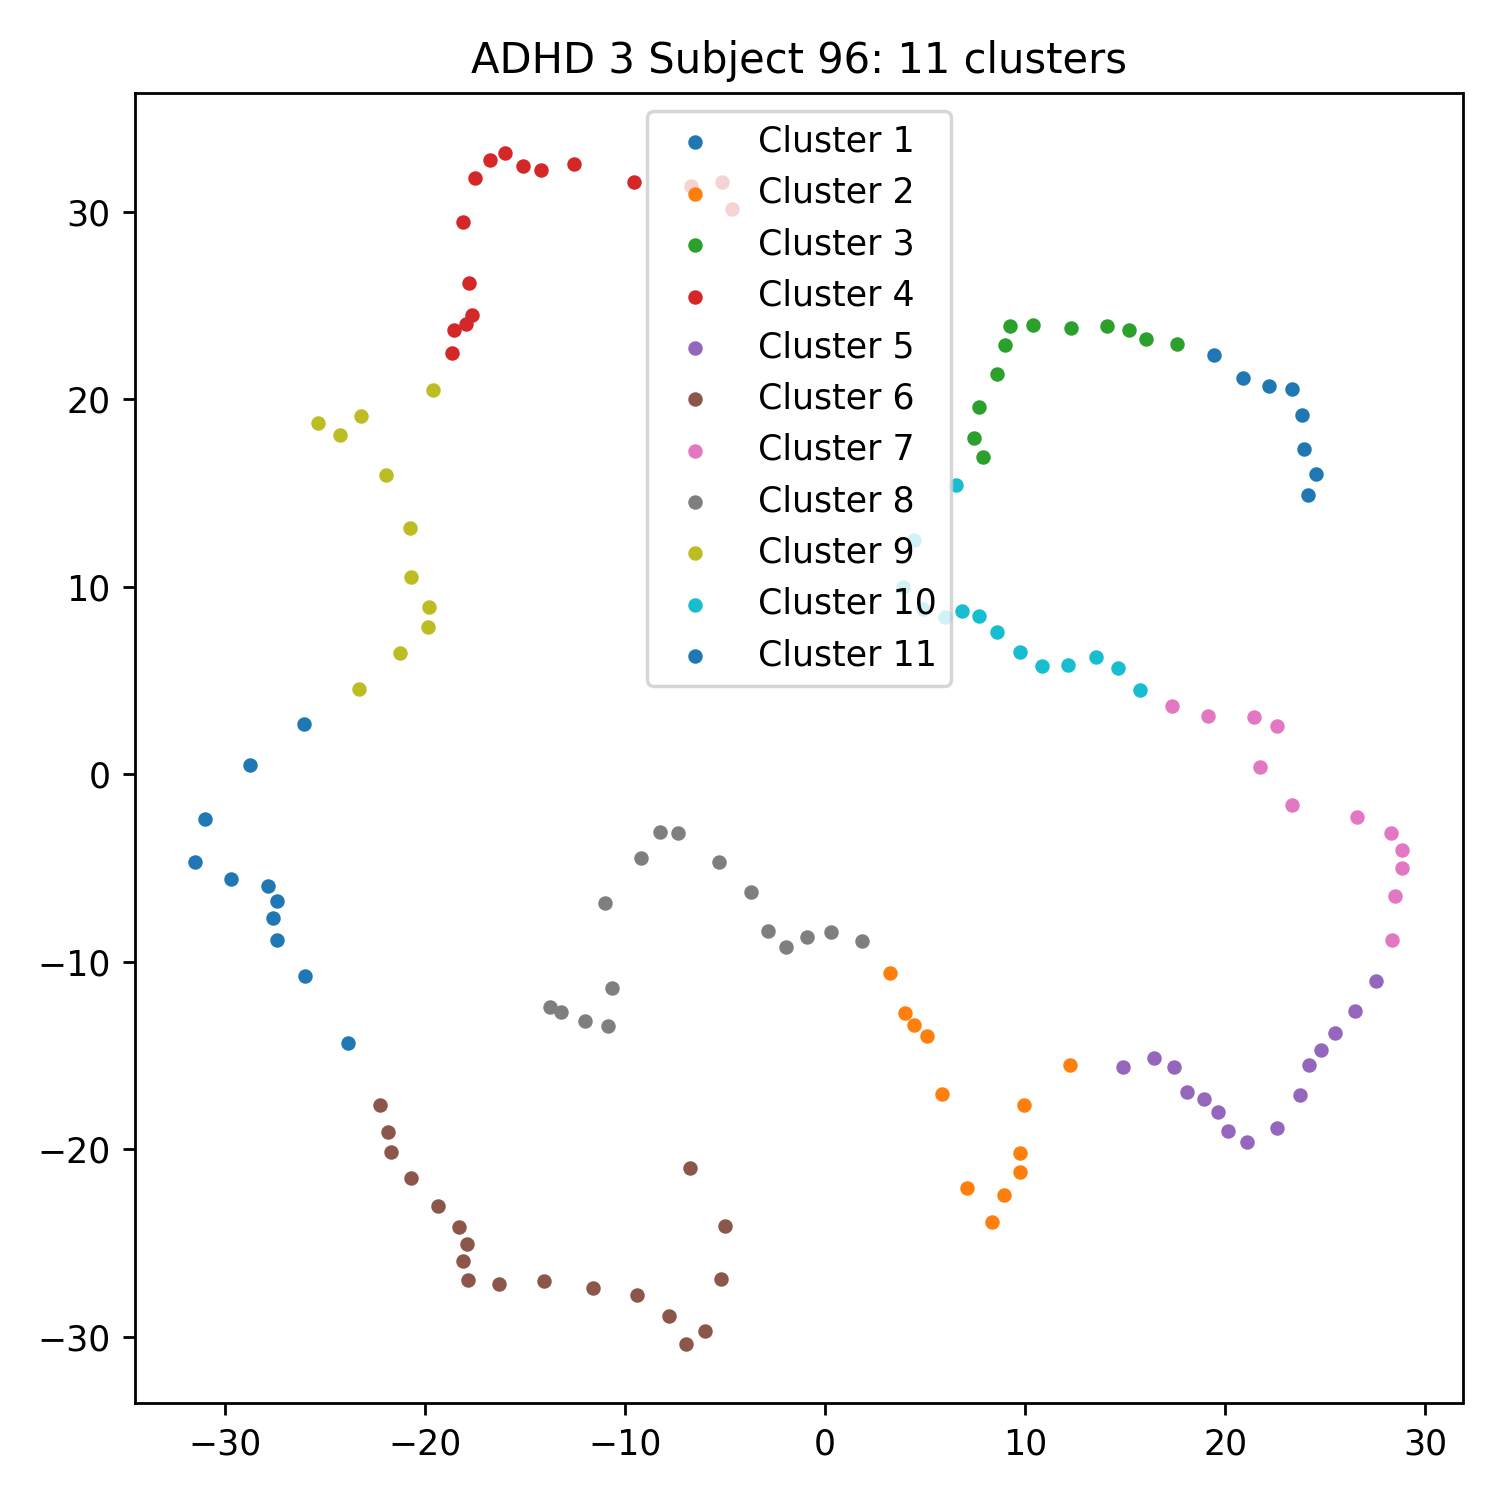 ADHD 3 Subject 96: 11 clusters
Cluster 1
Cluster 2
Cluster 3
Cluster 4
Cluster 5
Cluster 6
Cluster 7
Cluster 8
Cluster 9
Cluster 10
Cluster 11
30
20
10
0
−10
−20
−30
−30 −20 −10 0 10 20 30